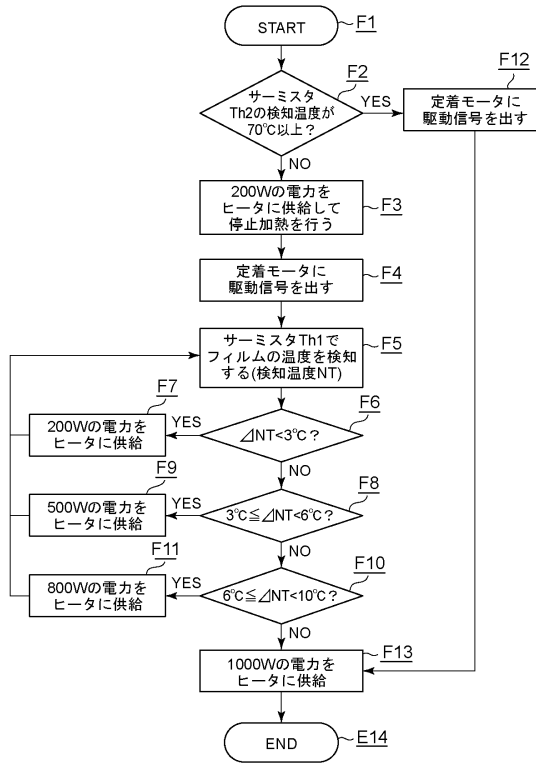 START
F1
F2
サーミスタ
Th2の検知温度が
70℃以上?
YES
F12
定着モータに
駆動信号を出す
NO
200Wの電力を
ヒータに供給して
停止加熱を行う
F3
定着モータに
駆動信号を出す
F4
サーミスタTh1で
フィルムの温度を検知
する(検知温度NT)
F5
F6
⊿NT<3℃?
YES
F7
200Wの電力を
ヒータに供給
NO
F8
3℃≦⊿NT<6℃?
YES
F9
500Wの電力を
ヒータに供給
NO
F10
6℃≦⊿NT<10℃?
YES
F11
800Wの電力を
ヒータに供給
NO
1000Wの電力を
ヒータに供給
F13
END
E14